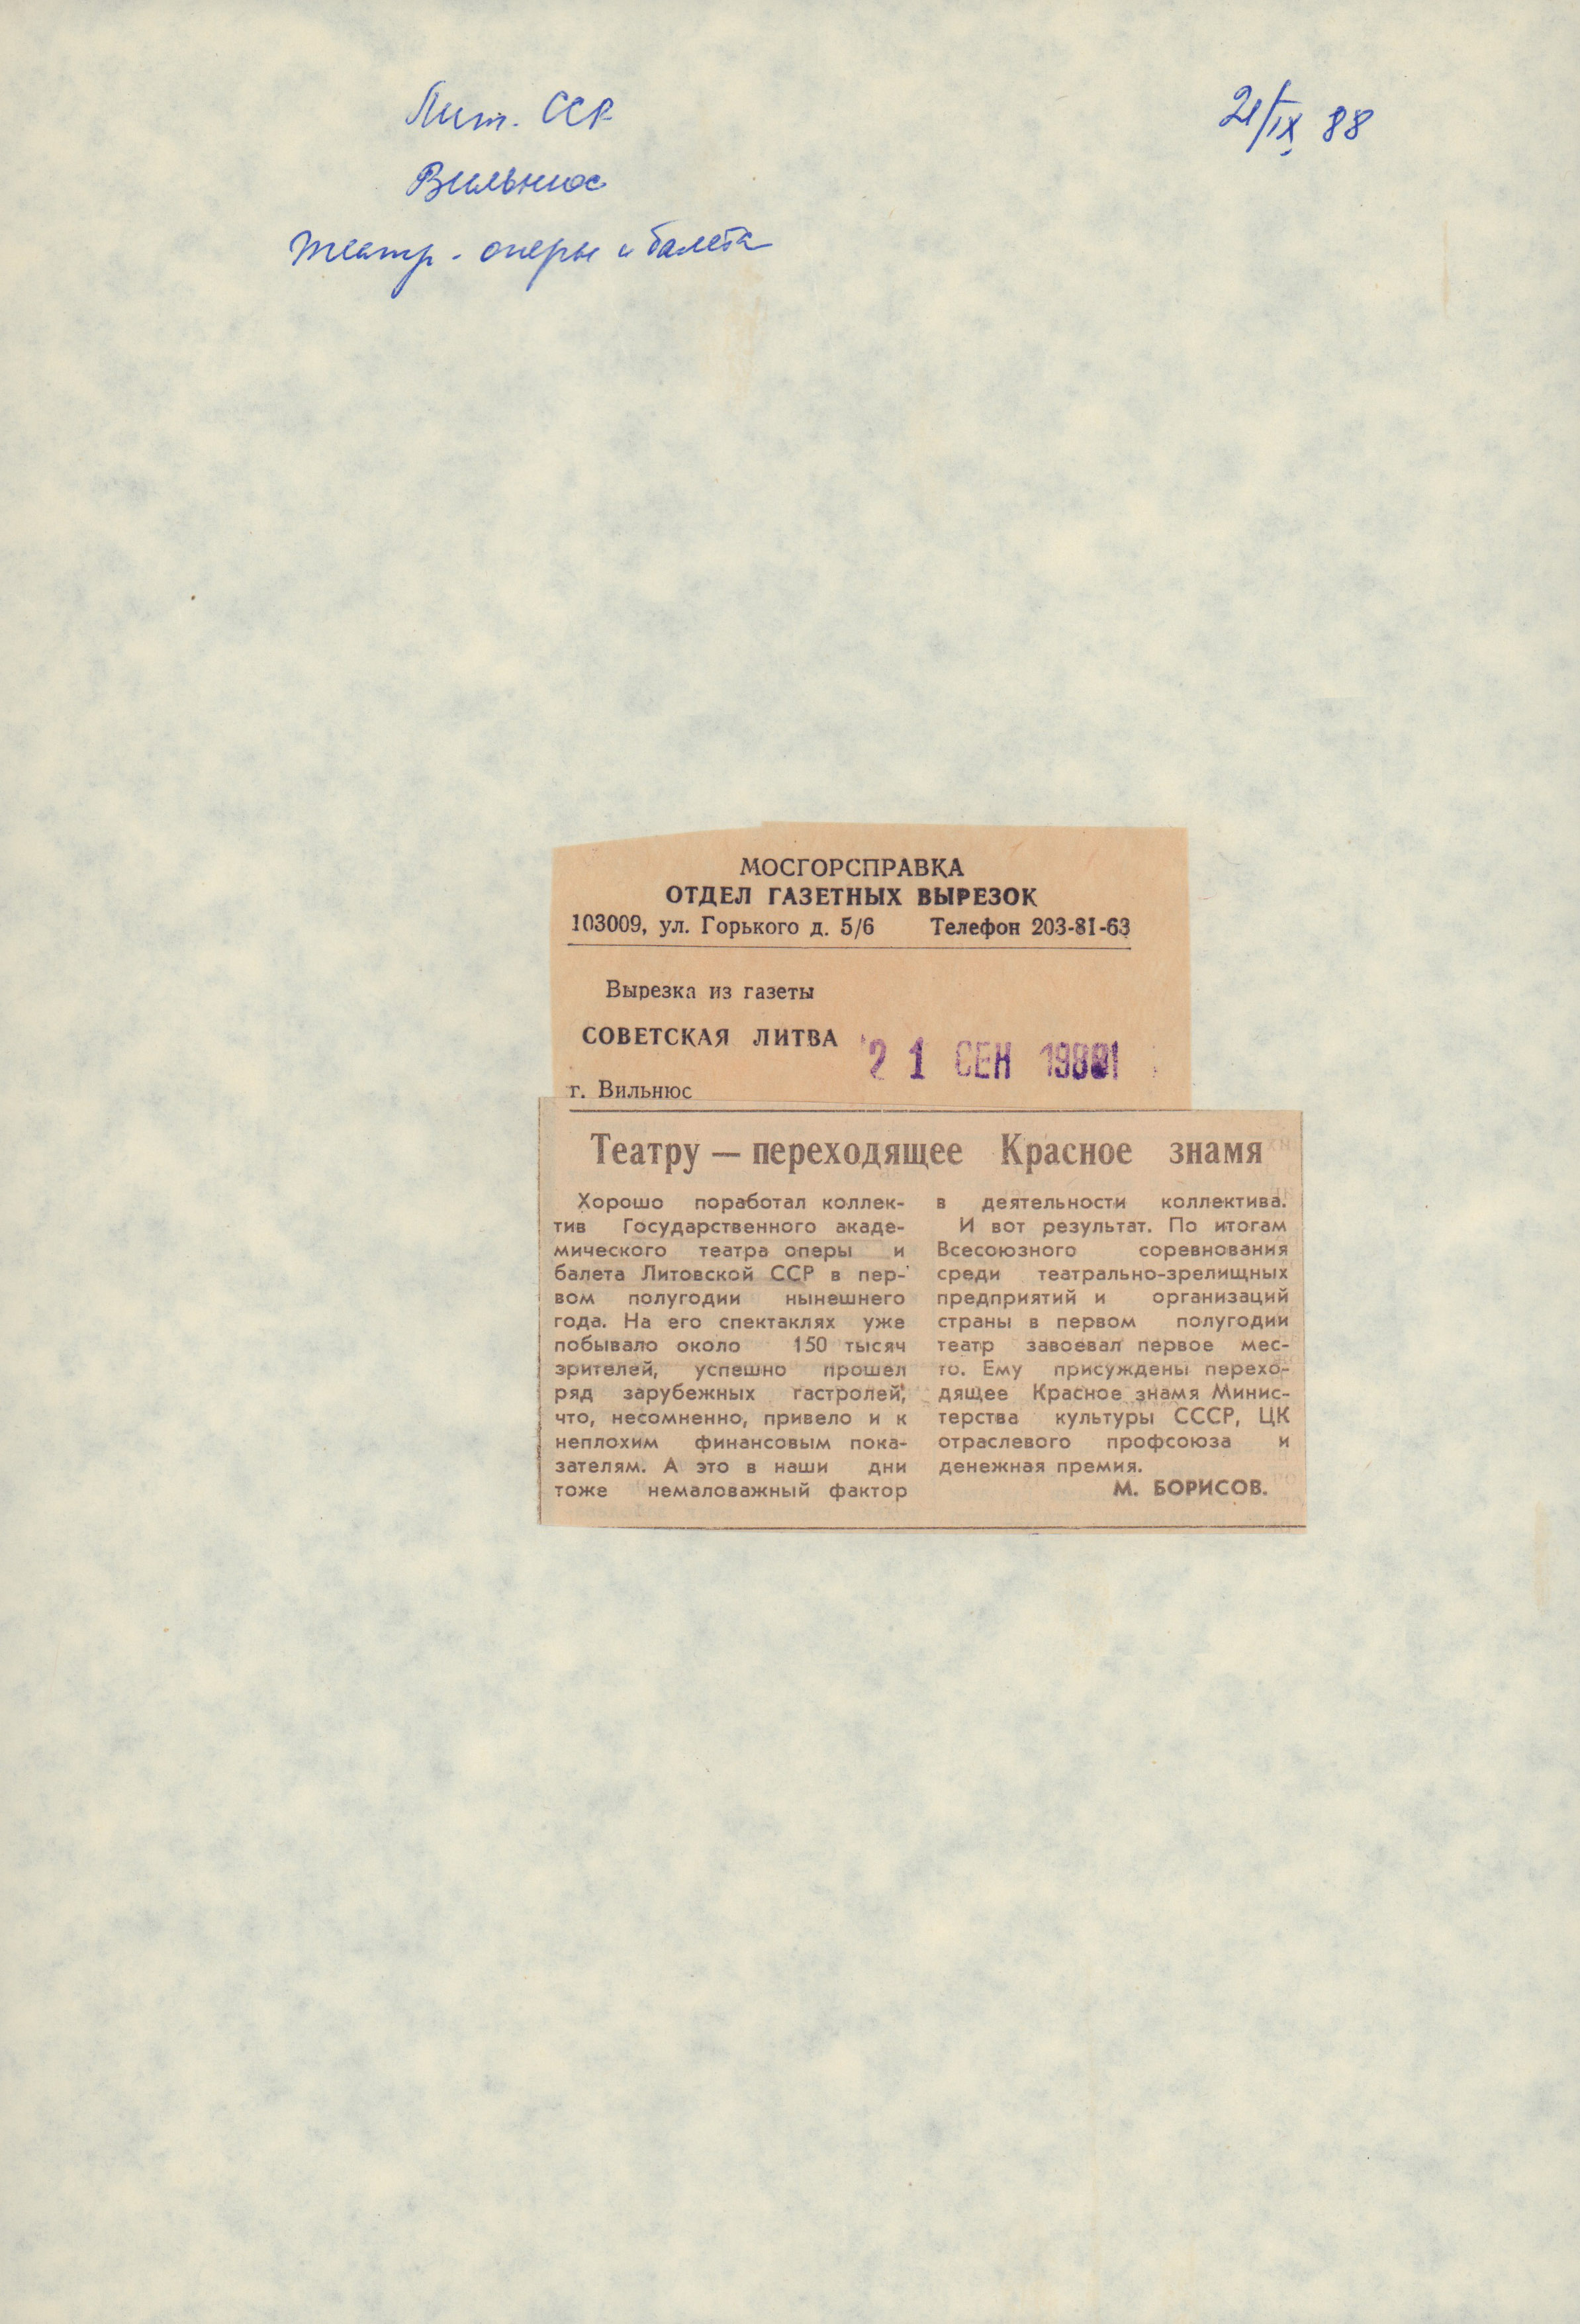 Лит. ССР
21/IX 88
Вильнюс
театр - оперы и балета
МОСГОРСПРАВКА
ОТДЕЛ ГАЗЕТНЫХ ВЫРЕЗОК
103009, ул. Горького д. 5/6 Телефон 203-81-63
Вырезка из газеты
СОВЕТСКАЯ ЛИТВА
21 СЕН
г. Вильнюс
Театру — переходящее Красное знамя
Хорошо поработал коллек-
тив Государственного акаде-
мического театра оперы и
балета Литовской ССР в пер-
вом полугодии нынешнего
года. На его спектаклях уже
побывало около 150 тысяч
зрителей, успешно прошел
ряд зарубежных гастролей,
что, несомненно, привело и к
неплохим финансовым пока-
зателям. А это в наши дни
тоже немаловажный фактор
в деятельности коллектива.
И вот результат. По итогам
Всесоюзного соревнования
среди театрально-зрелищных
предприятий и организаций
страны в первом полугодии
театр завоевал первое мес-
то. Ему присуждены перехо-
дящее Красное знамя Минис-
терства культуры СССР, ЦК
отраслевого профсоюза и
денежная премия.
М. БОРИСОВ.